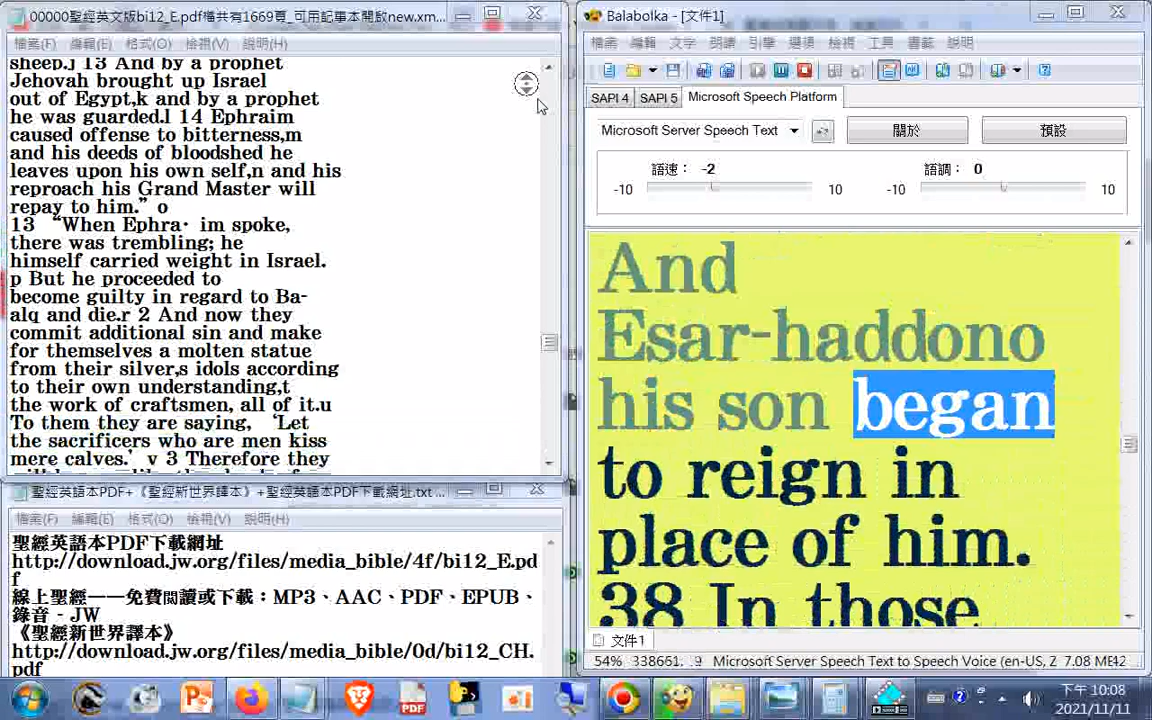 00000聖經英文版bi12_E.pdf檔共有1669頁_可用記事本開啟new.xm...
檔案(F) 編輯(E) 格式(O) 檢視(V) 說明(H)
sheep.j 13 And by a prophet
Jehovah brought up Israel
out of Egypt,k and by a prophet
he was guarded.l 14 Ephraim
caused offense to bitterness,m
and his deeds of bloodshed he
leaves upon his own self,n and his
reproach his Grand Master will
repay to him.” o
13 “When Ephra· im spoke,
there was trembling; he
himself carried weight in Israel.
p But he proceeded to
become guilty in regard to Ba-
alq and die.r 2 And now they
commit additional sin and make
for themselves a molten statue
from their silver,s idols according
to their own understanding,t
the work of craftsmen, all of it.u
To them they are saying, ‘Let
the sacrificers who are men kiss
mere calves.’ v 3 Therefore they
聖經英語本PDF+《聖經新世界譯本》+聖經英語本PDF下載網址.txt ...
檔案(F) 編輯(E) 格式(O) 檢視(V) 說明(H)
聖經英語本PDF下載網址
http://download.jw.org/files/media_bible/4f/bi12_E.pd
f
線上聖經——免費閱讀或下載：MP3、AAC、PDF、EPUB、
錄音 - JW
《聖經新世界譯本》
http://download.jw.org/files/media_bible/0d/bi12_CH.
pdf
Balabolka - [文件1]
檔案 編輯 文字 朗讀 引擎 選項 檢視 工具 書籤 說明
SAPI 4 SAPI 5 Microsoft Speech Platform
Microsoft Server Speech Text 關於 預設
語速： -2 語調： 0
-10 10 -10 10
And
Esar-haddono
his son began
to reign in
place of him.
38 In those
文件1
54% Microsoft Server Speech Text to Speech Voice (en-US, Z 7.08 ME
PDF
下午 10:08
2021/11/11